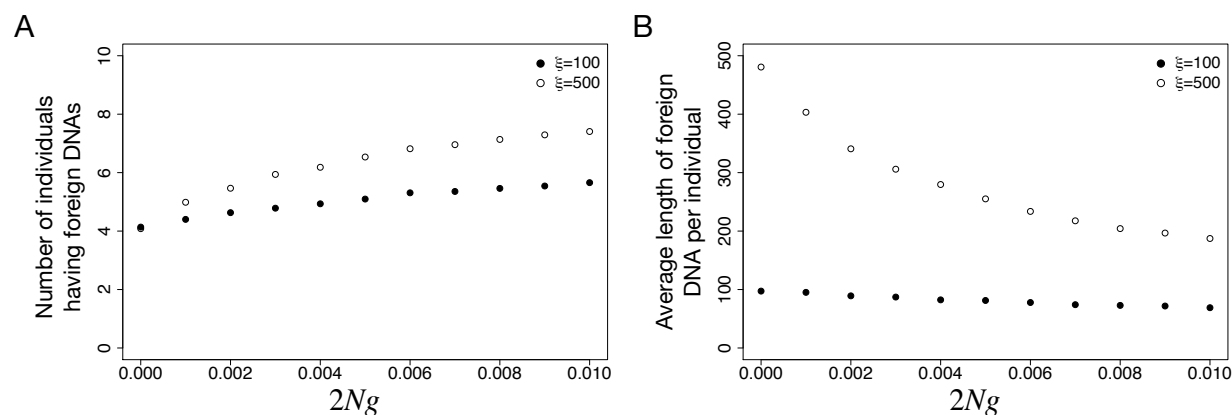 A
Number of individuals
having foreign DNAs
10
8
6
4
2
0
ξ=100
ξ=500
0.000 0.002 0.004 0.006 0.008 0.010
2Ng
B
Average length of foreign
DNA per individual
500
400
300
200
100
0
ξ=100
ξ=500
0.000 0.002 0.004 0.006 0.008 0.010
2Ng